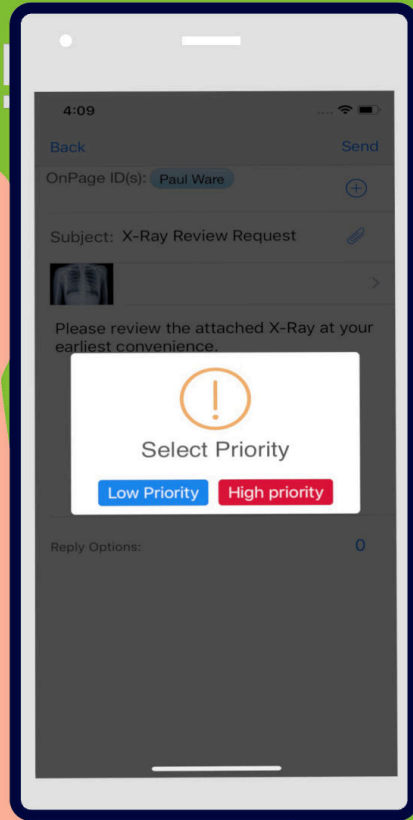 4:09
Back Send
OnPage ID(s): Paul Ware
Subject: X-Ray Review Request
Please review the attached X-Ray at your
earliest convenience.
Select Priority
Low Priority High priority
Reply Options: 0